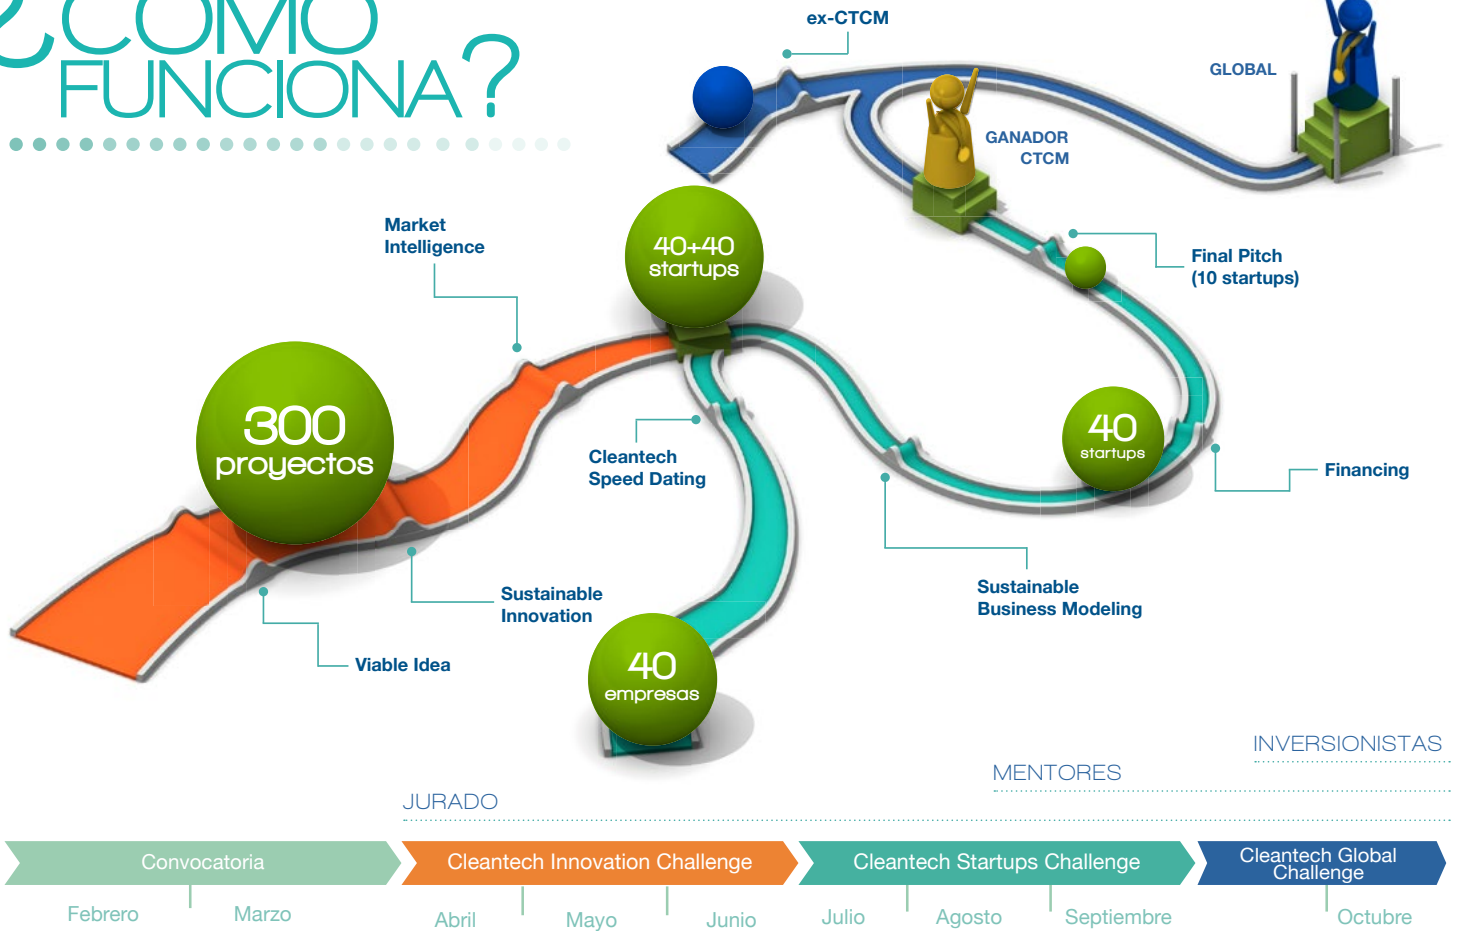 ¿CÓMO
FUNCIONA?
ex-CTCM
GLOBAL
GANADOR
CTCM
Market
Intelligence
40+40
startups
Final Pitch
(10 startups)
300
proyectos
40
startups
Cleantech
Speed Dating
Financing
Sustainable
Innovation
Sustainable
Business Modeling
Viable Idea
40
empresas
INVERSIONISTAS
MENTORES
JURADO
Convocatoria
Cleantech Innovation Challenge
Cleantech Startups Challenge
Cleantech Global
Challenge
Febrero
Marzo
Abril
Mayo
Junio
Julio
Agosto
Septiembre
Octubre